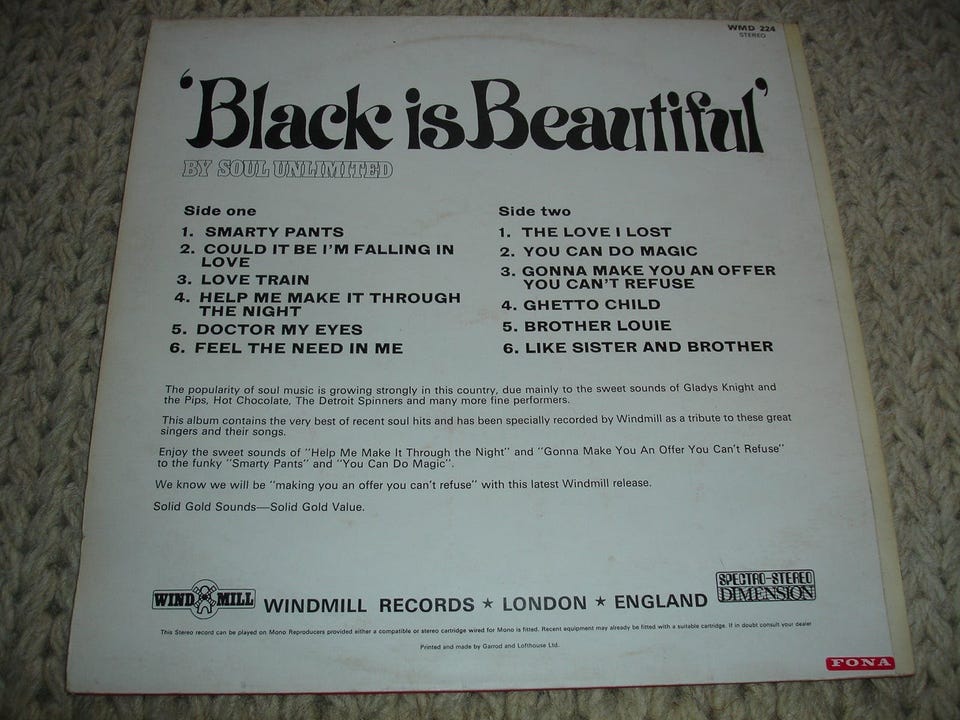 WMD 224
STEREO
'Black is Beautiful'
BY SOUL UNLIMITED
Side one
1. SMARTY PANTS
2. COULD IT BE I'M FALLING IN
LOVE
3. LOVE TRAIN
4. HELP ME MAKE IT THROUGH
THE NIGHT
5. DOCTOR MY EYES
6. FEEL THE NEED IN ME
Side two
1. THE LOVE I LOST
2. YOU CAN DO MAGIC
3. GONNA MAKE YOU AN OFFER
YOU CAN'T REFUSE
4. GHETTO CHILD
5. BROTHER LOUIE
6. LIKE SISTER AND BROTHER
The popularity of soul music is growing strongly in this country, due mainly to the sweet sounds of Gladys Knight and
the Pips, Hot Chocolate, The Detroit Spinners and many more fine performers.
This album contains the very best of recent soul hits and has been specially recorded by Windmill as a tribute to these great
singers and their songs.
Enjoy the sweet sounds of "Help Me Make It Through the Night" and "Gonna Make You An Offer You Can't Refuse"
to the funky "Smarty Pants" and "You Can Do Magic".
We know we will be "making you an offer you can't refuse" with this latest Windmill release.
Solid Gold Sounds—Solid Gold Value.
WIND MILL
WINDMILL RECORDS ★ LONDON ★ ENGLAND
SPECTRO-STEREO
DIMENSION
This Stereo record can be played on Mono Reproducers provided either a compatible or stereo cartridge wired for Mono is fitted. Recent equipment may already be fitted with a suitable cartridge. If in doubt consult your dealer
Printed and made by Garrod and Lofthouse Ltd.
FONA